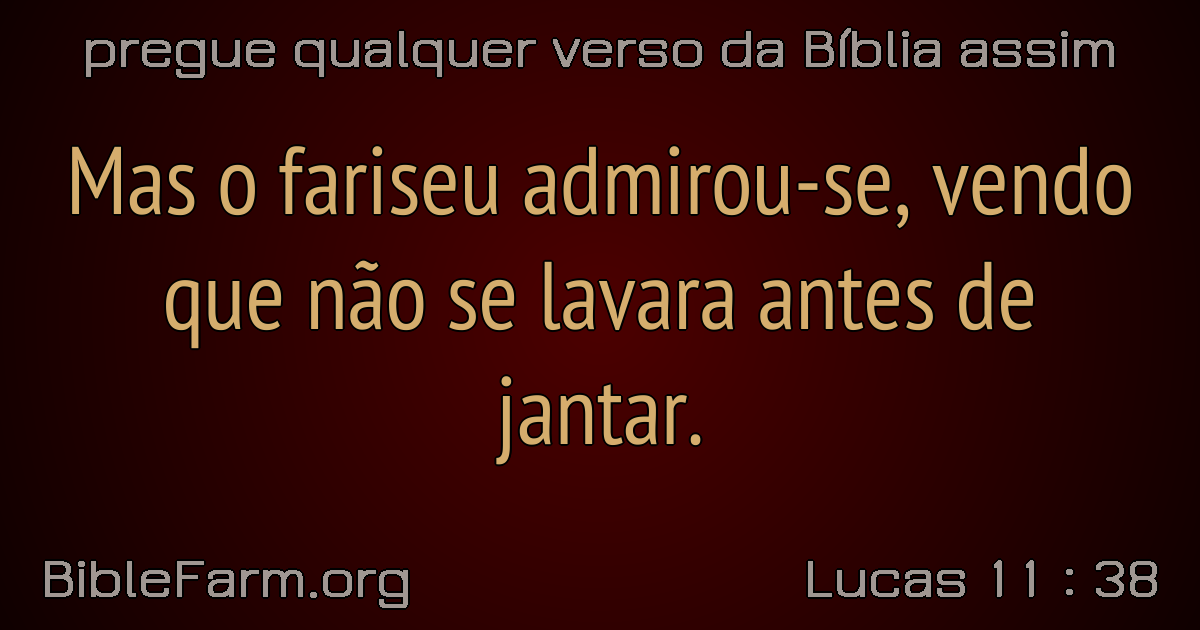 pregue qualquer verso da Bíblia assim
Mas o fariseu admirou-se, vendo
que não se lavara antes de
jantar.
BibleFarm.org
Lucas 11 : 38